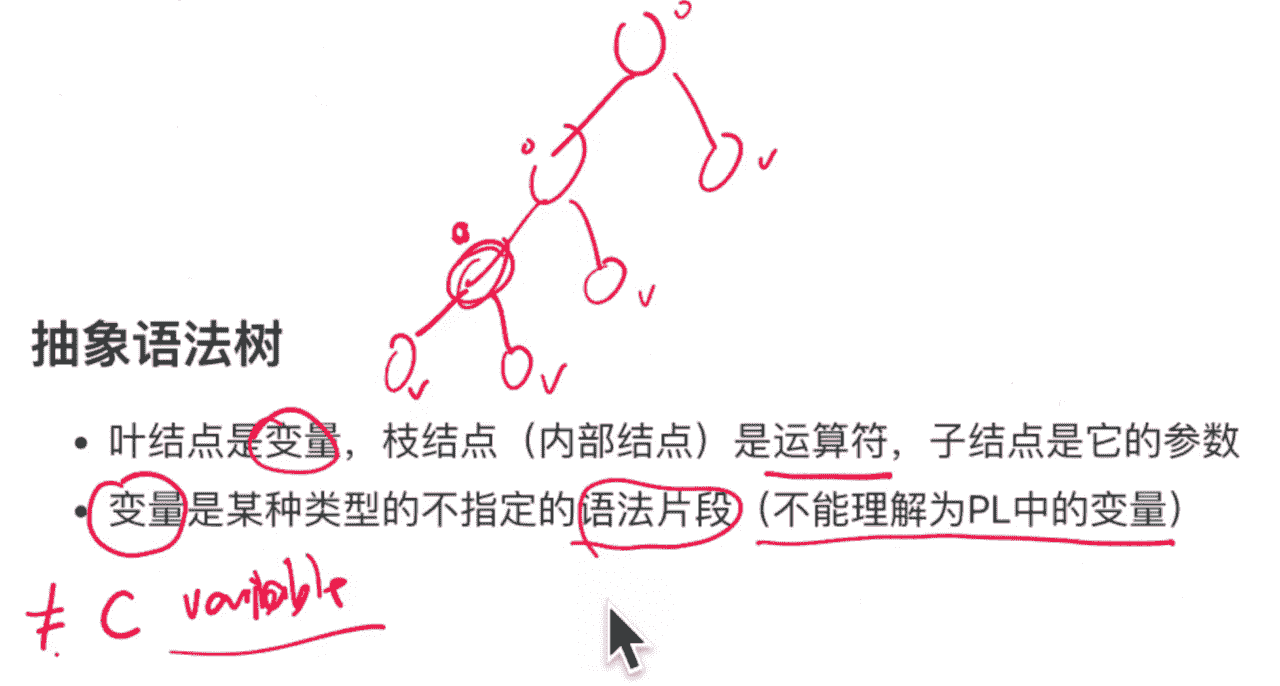 o
o
v
o
v
v
v
抽象语法树
• 叶结点是变量，枝结点（内部结点）是运算符，子结点是它的参数
• 变量是某种类型的不指定的语法片段（不能理解为PL中的变量）
≠ C variable